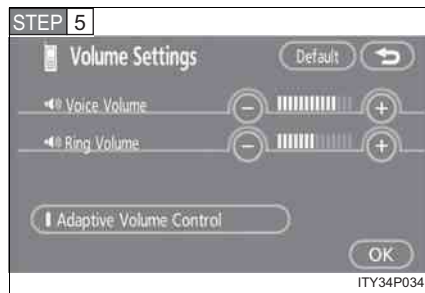 STEP 5
Volume Settings
Default
Voice Volume
Ring Volume
Adaptive Volume Control
OK
ITY34P034